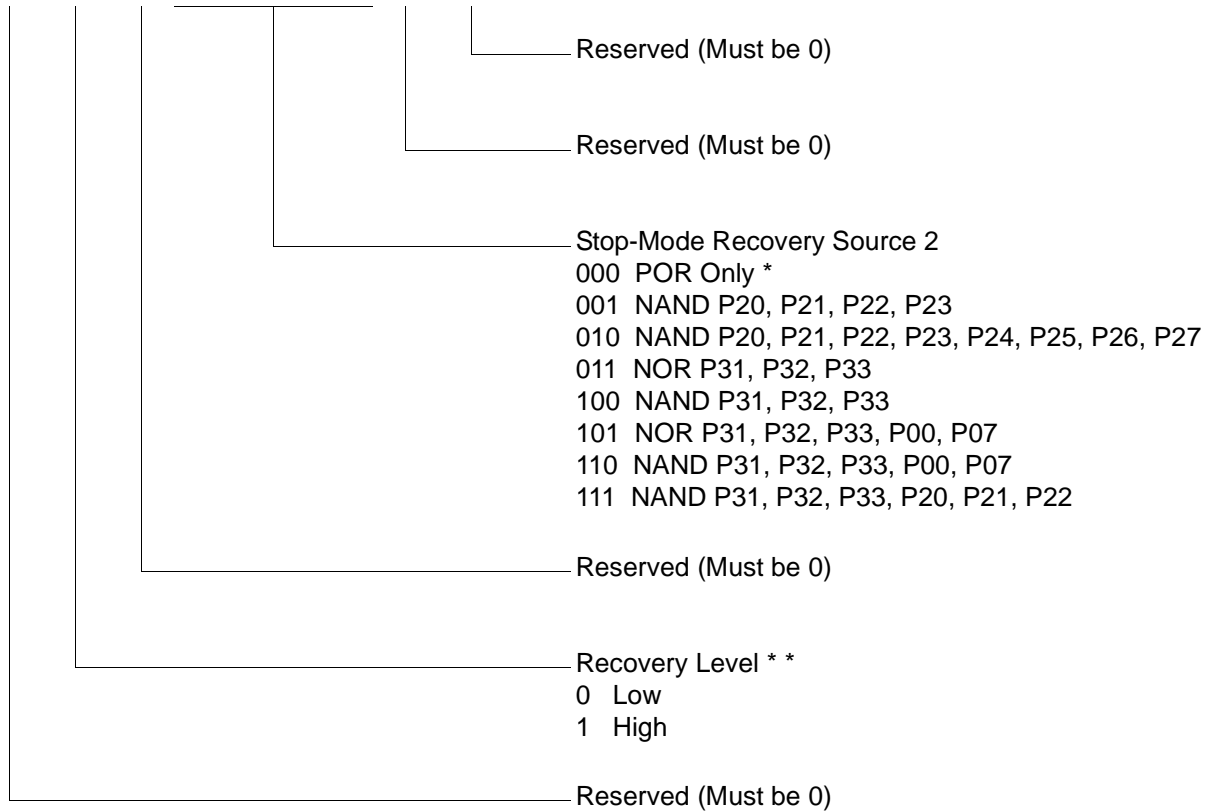 Reserved (Must be 0)
Reserved (Must be 0)
Stop-Mode Recovery Source 2
000 POR Only *
001 NAND P20, P21, P22, P23
010 NAND P20, P21, P22, P23, P24, P25, P26, P27
011 NOR P31, P32, P33
100 NAND P31, P32, P33
101 NOR P31, P32, P33, P00, P07
110 NAND P31, P32, P33, P00, P07
111 NAND P31, P32, P33, P20, P21, P22
Reserved (Must be 0)
Recovery Level * *
0 Low
1 High
Reserved (Must be 0)